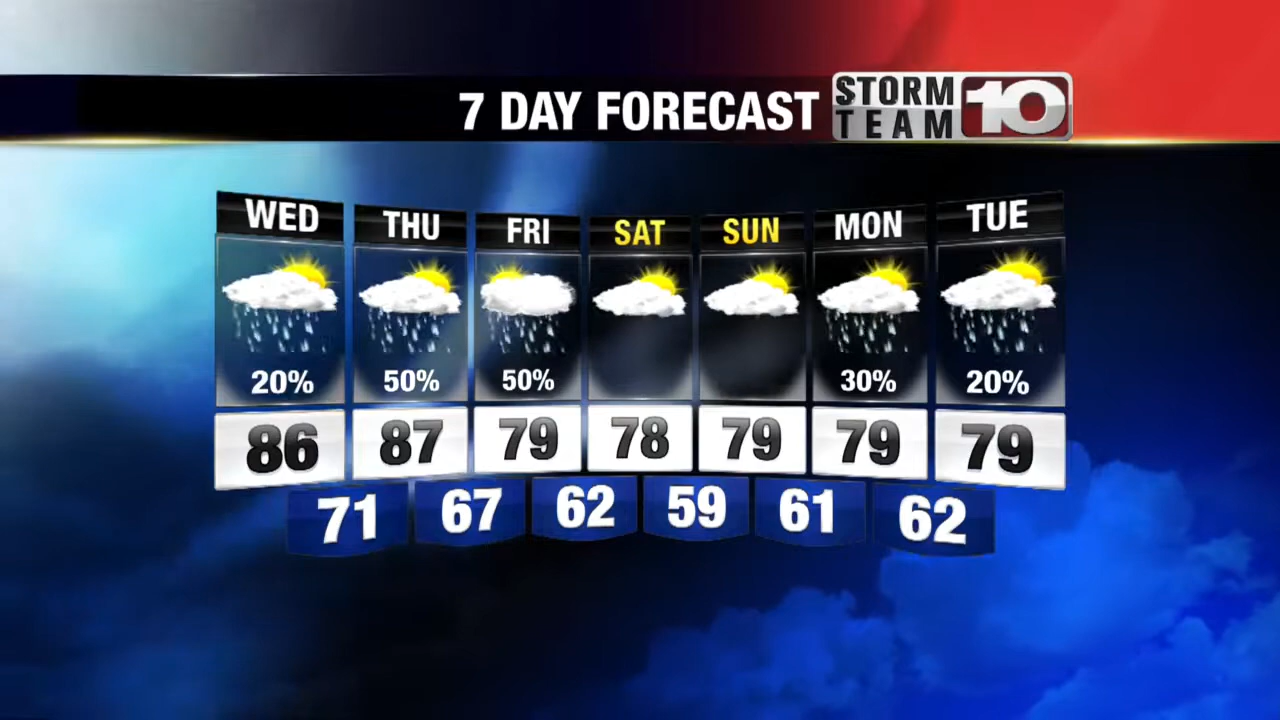 7 DAY FORECAST STORM TEAM 10
WED THU FRI SAT SUN MON TUE
20% 50% 50% 30% 20%
86 87 79 78 79 79 79
71 67 62 59 61 62